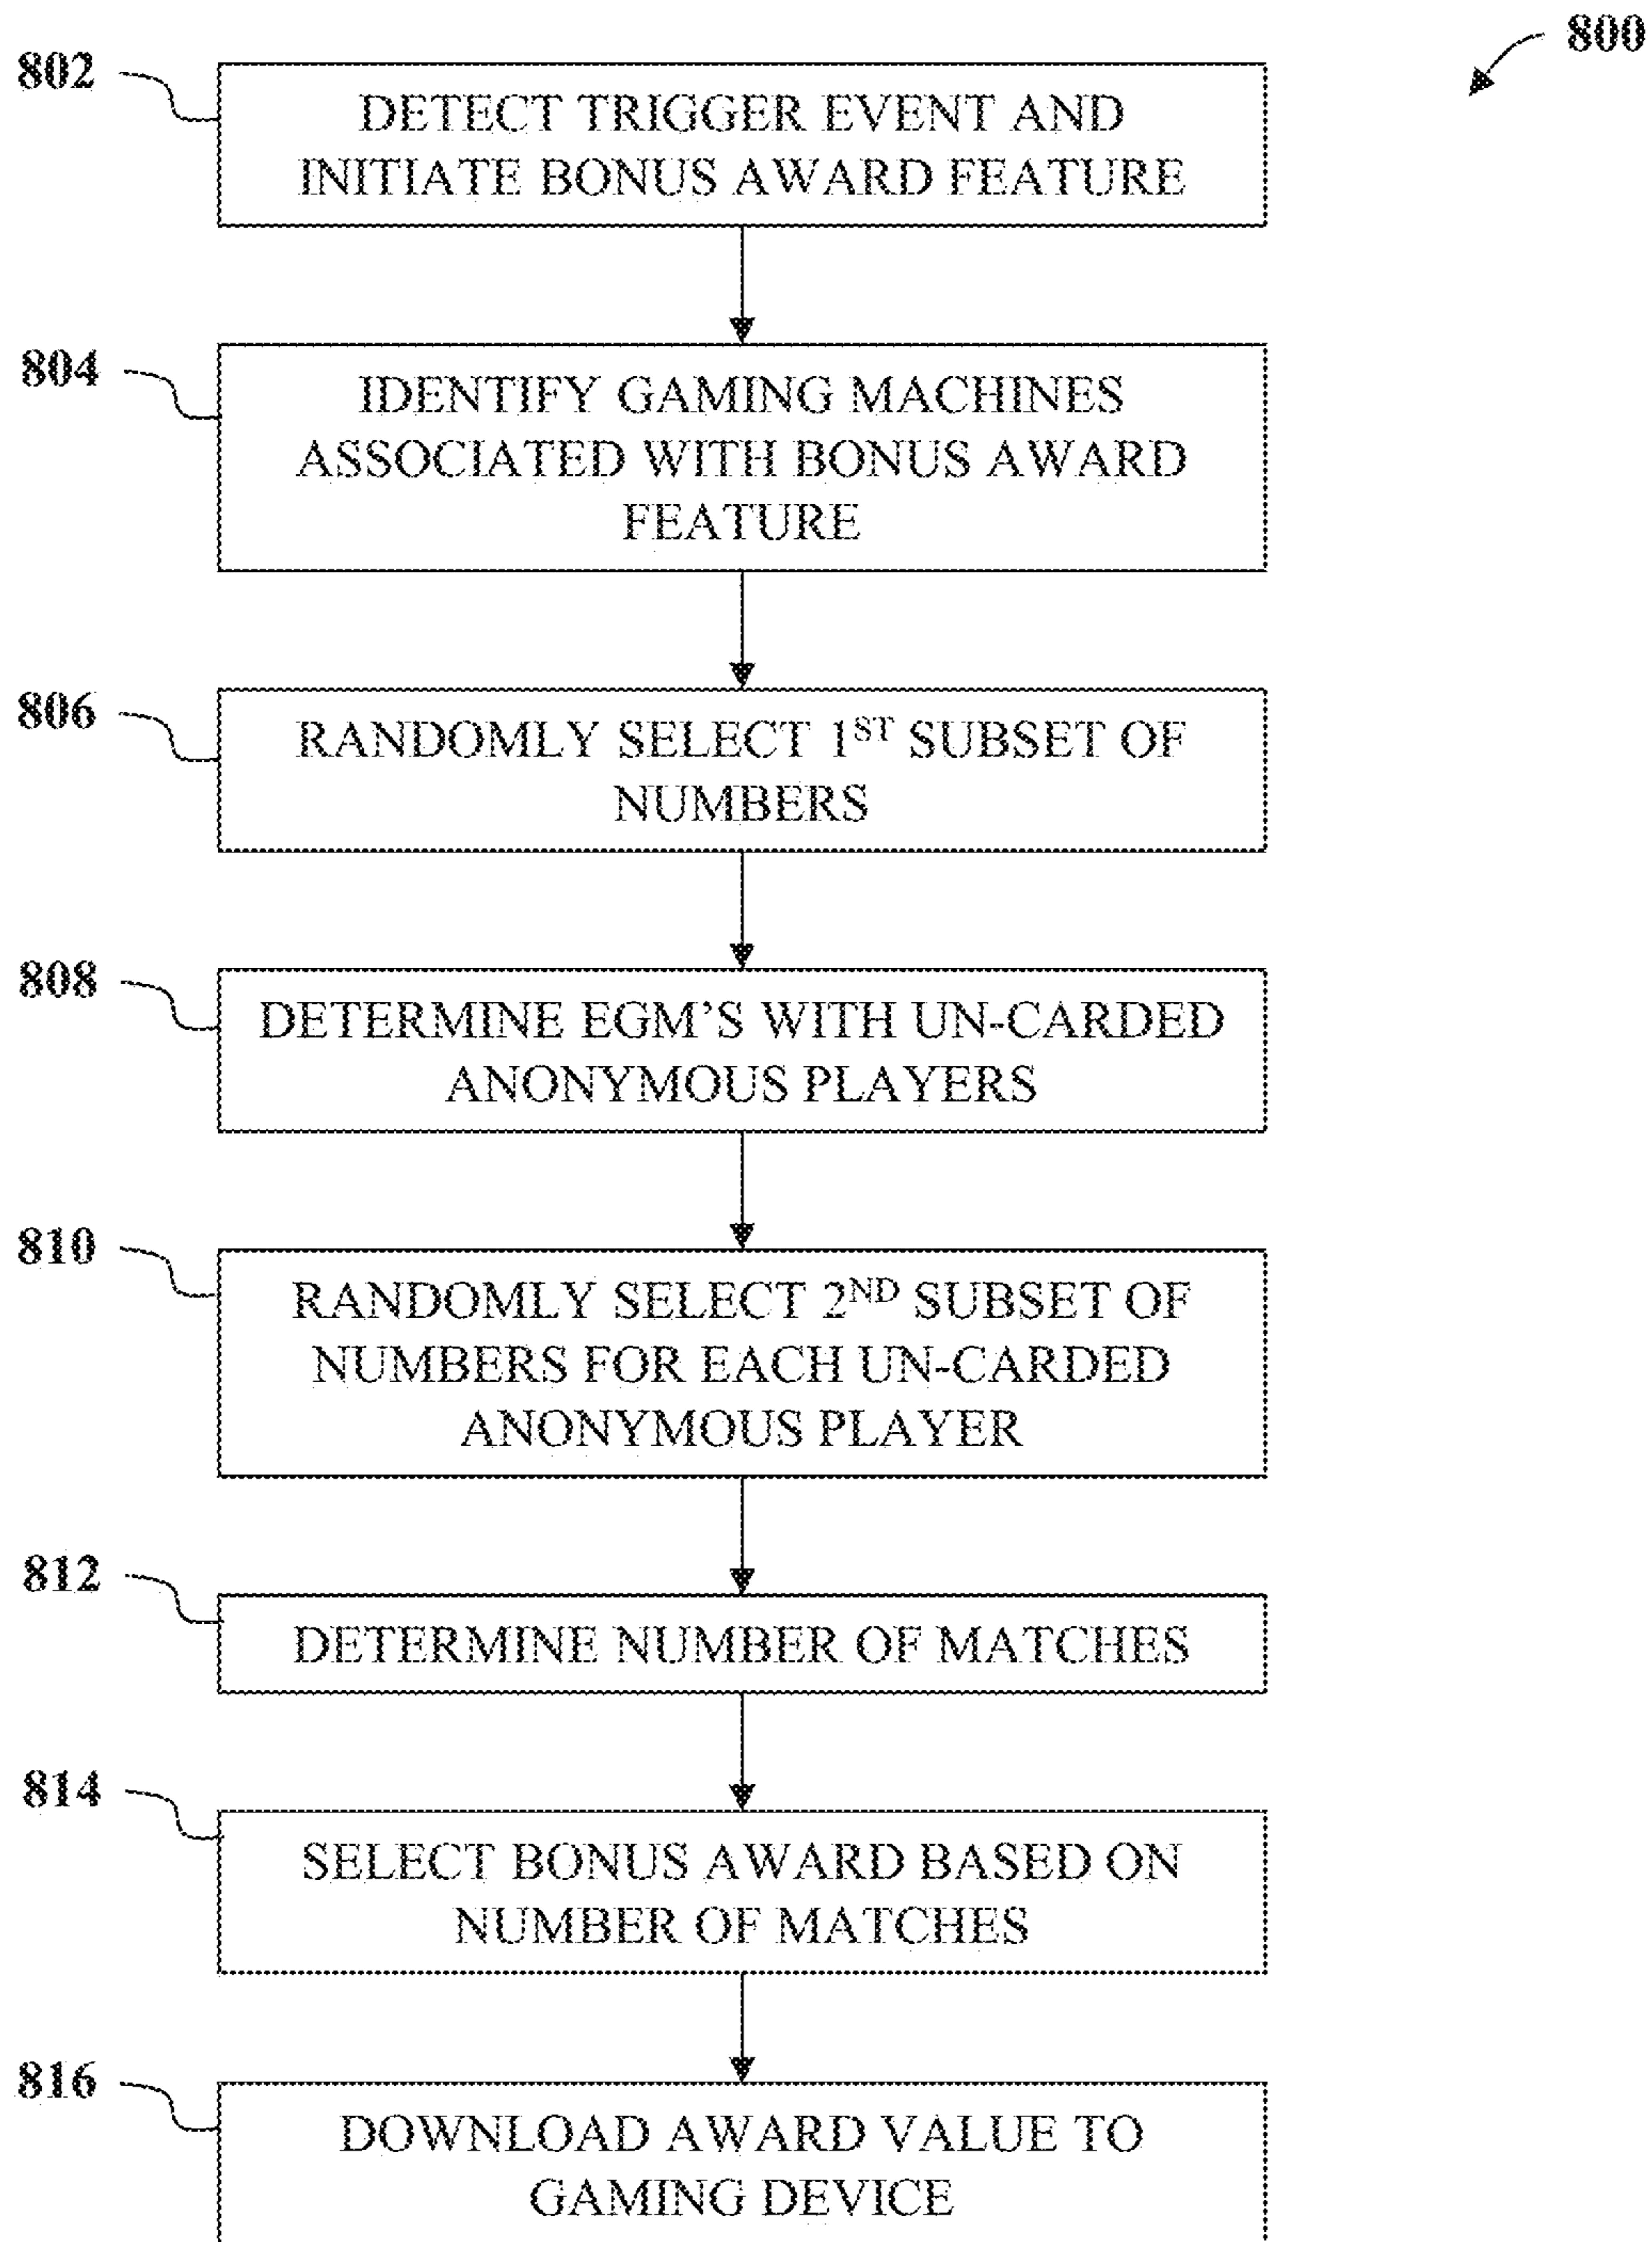 800
802
DETECT TRIGGER EVENT AND
INITIATE BONUS AWARD FEATURE
804
IDENTIFY GAMING MACHINES
ASSOCIATED WITH BONUS AWARD
FEATURE
806
RANDOMLY SELECT 1ST SUBSET OF
NUMBERS
808
DETERMINE EGM'S WITH UN-CARDED
ANONYMOUS PLAYERS
810
RANDOMLY SELECT 2ND SUBSET OF
NUMBERS FOR EACH UN-CARDED
ANONYMOUS PLAYER
812
DETERMINE NUMBER OF MATCHES
814
SELECT BONUS AWARD BASED ON
NUMBER OF MATCHES
816
DOWNLOAD AWARD VALUE TO
GAMING DEVICE